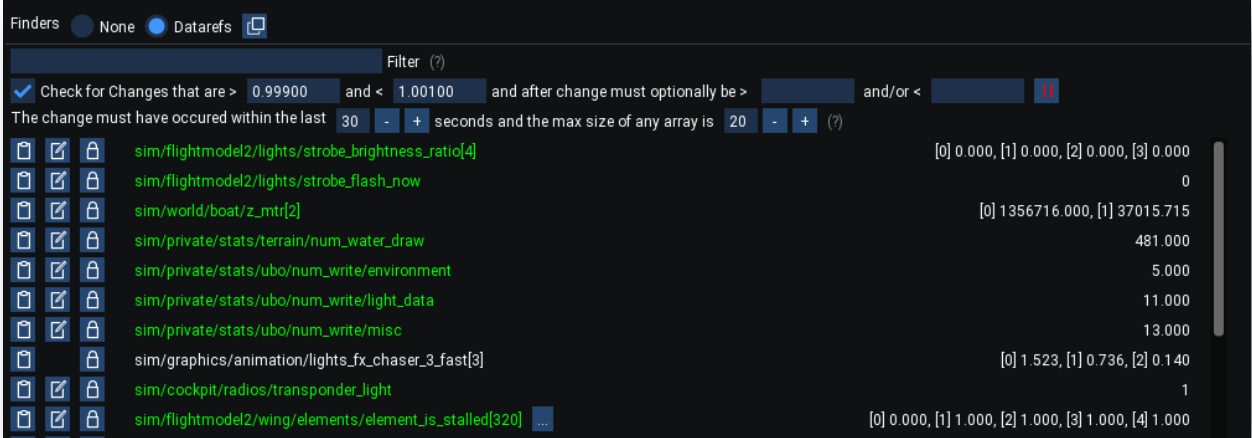 Finders None Datarefs
Filter (?)
Check for Changes that are > 0.99900 and < 1.00100 and after change must optionally be > and/or <
The change must have occured within the last 30 - + seconds and the max size of any array is 20 - + (?)
sim/flightmodel2/lights/strobe_brightness_ratio[4] [0] 0.000, [1] 0.000, [2] 0.000, [3] 0.000
sim/flightmodel2/lights/strobe_flash_now 0
sim/world/boat/z_mtr[2] [0] 1356716.000, [1] 37015.715
sim/private/stats/terrain/num_water_draw 481.000
sim/private/stats/ubo/num_write/environment 5.000
sim/private/stats/ubo/num_write/light_data 11.000
sim/private/stats/ubo/num_write/misc 13.000
sim/graphics/animation/lights_fx_chaser_3_fast[3] [0] 1.523, [1] 0.736, [2] 0.140
sim/cockpit/radios/transponder_light 1
sim/flightmodel2/wing/elements/element_is_stalled[320] ... [0] 0.000, [1] 1.000, [2] 1.000, [3] 1.000, [4] 1.000